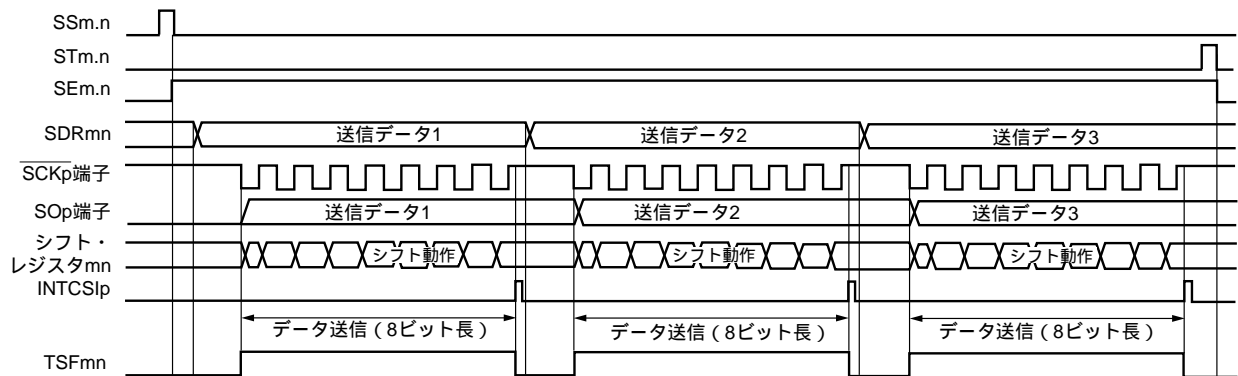 SSm.n
STm.n
SEm.n
SDRmn 送信データ1 送信データ2 送信データ3
SCKp端子
SOp端子 送信データ1 送信データ2 送信データ3
シフト・
レジスタmn シフト動作 シフト動作 シフト動作
INTCSIp
データ送信(8ビット長) データ送信(8ビット長) データ送信(8ビット長)
TSFmn